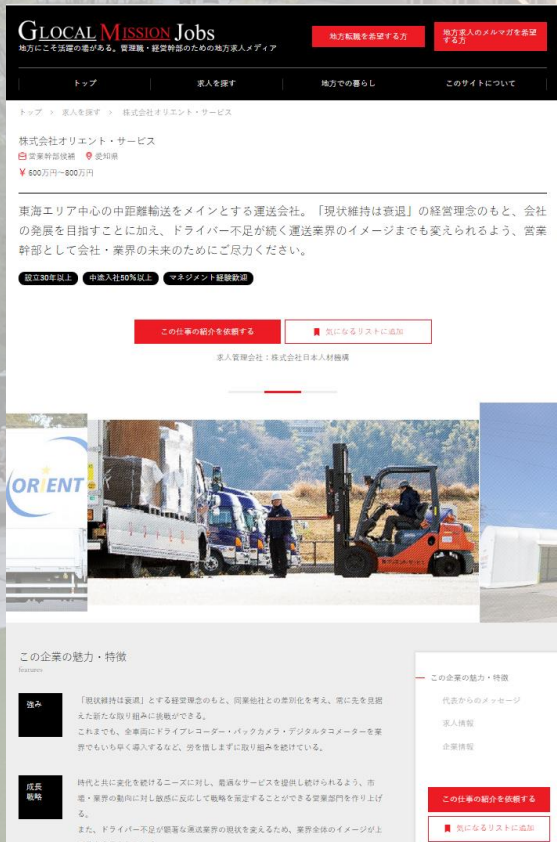 GLOCAL MISSION Jobs
地方にこそ活躍の場がある。管理職・経営幹部のための地方求人メディア
地方転職を希望する方
地方求人のメルマガを希望
する方
トップ
求人を探す
地方での暮らし
このサイトについて
トップ > 求人を探す > 株式会社オリエント・サービス
株式会社オリエント・サービス
営業幹部候補 愛知県
¥ 600万円~800万円
東海エリア中心の中距離輸送をメインとする運送会社。「現状維持は衰退」の経営理念のもと、会社
の発展を目指すことに加え、ドライバー不足が続く運送業界のイメージまでも変えられるよう、営業
幹部として会社・業界の未来のためにご尽力ください。
設立30年以上 中途入社50%以上 マネジメント経験歓迎
この仕事の紹介を依頼する
気になるリストに追加
求人管理会社:株式会社日本人材機構
ORIENT
この企業の魅力・特徴
features
強み
「現状維持は衰退」とする経営理念のもと、同業他社との差別化を考え、常に先を見据
えた新たな取り組みに挑戦ができる。
これまでも、全車両にドライブレコーダー・バックカメラ・デジタルタコメーターを業
界でもいち早く導入するなど、労を惜しまずに取り組みを続けている。
成長
戦略
時代と共に変化を続けるニーズに対し、最適なサービスを提供し続けられるよう、市
場・業界の動向に対し敏感に反応して戦略を策定することができる営業部門を作り上げ
る。
また、ドライバー不足が顕著な運送業界の現状を変えるため、業界全体のイメージが上
この企業の魅力・特徴
代表からのメッセージ
求人情報
企業情報
この仕事の紹介を依頼する
気になるリストに追加